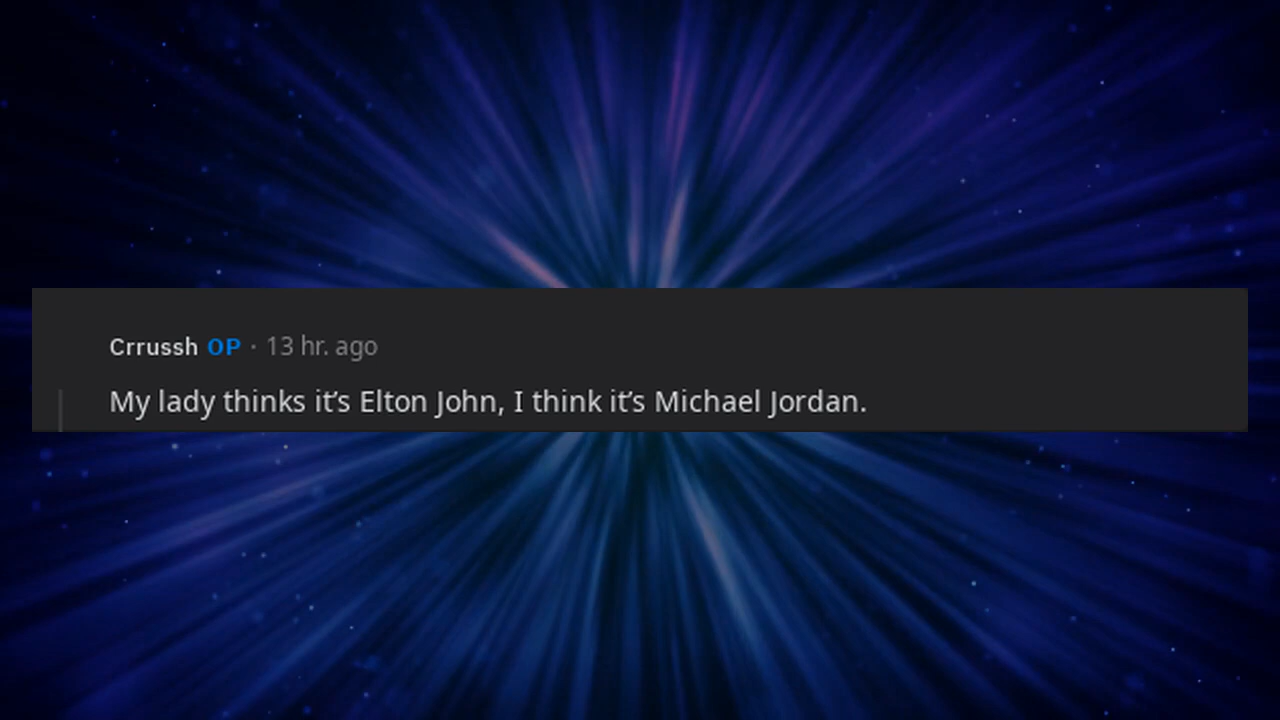 Crrussh OP · 13 hr. ago
My lady thinks it’s Elton John, I think it’s Michael Jordan.